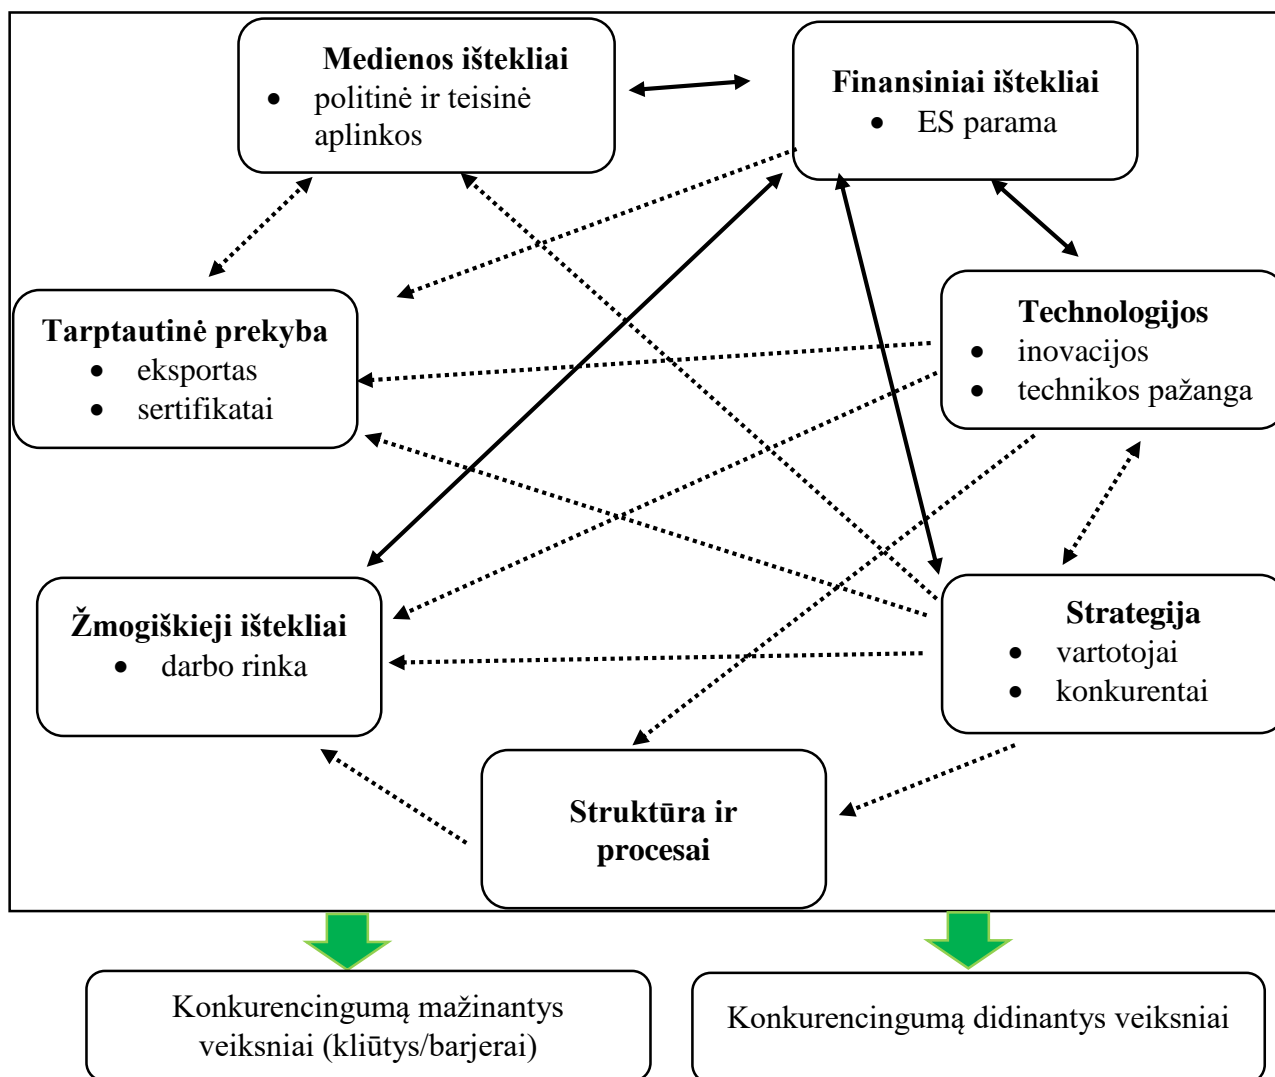 Medienos ištekliai
• politinė ir teisinė
aplinkos
Finansiniai ištekliai
• ES parama
Tarptautinė prekyba
• eksportas
• sertifikatai
Technologijos
• inovacijos
• technikos pažanga
Žmogiškieji ištekliai
• darbo rinka
Strategija
• vartotojai
• konkurentai
Struktūra ir
procesai
Konkurencingumą mažinantys
veiksniai (kliūtys/barjerai)
Konkurencingumą didinantys veiksniai